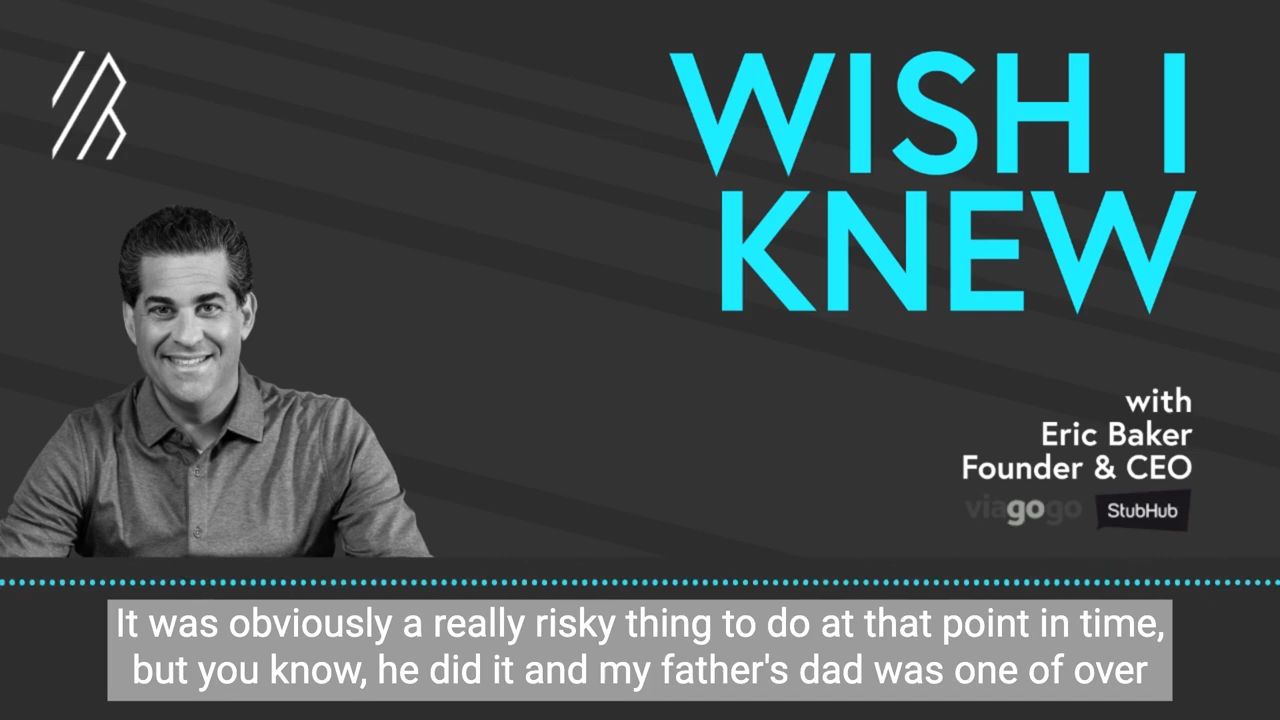 WISH I
KNEW
with
Eric Baker
Founder & CEO
viagogo StubHub
It was obviously a really risky thing to do at that point in time,
but you know, he did it and my father's dad was one of over